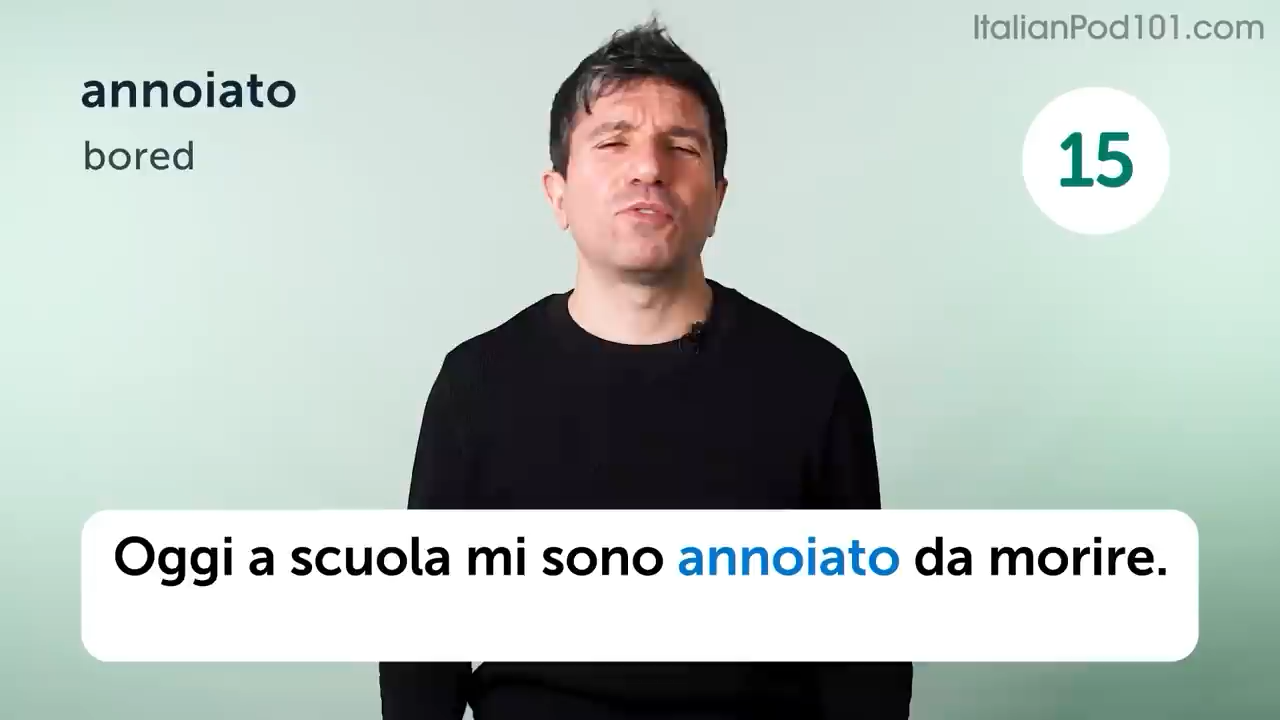 ItalianPod101.com
annoiato
bored
15
Oggi a scuola mi sono annoiato da morire.